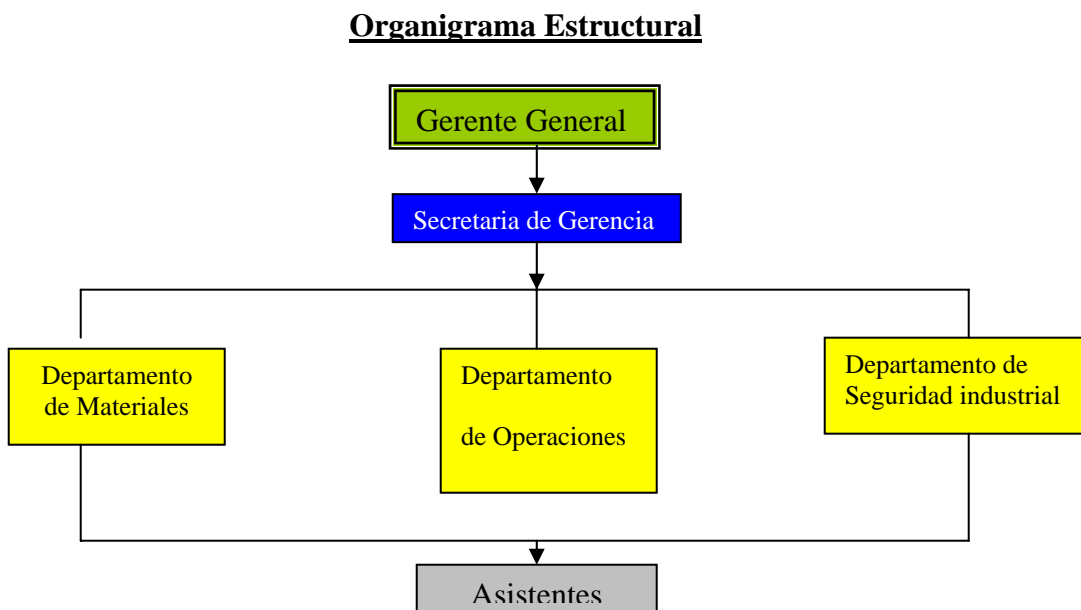 Organigrama Estructural
Gerente General
Secretaria de Gerencia
Departamento
de Materiales
Departamento
de Operaciones
Departamento de
Seguridad industrial
Asistentes